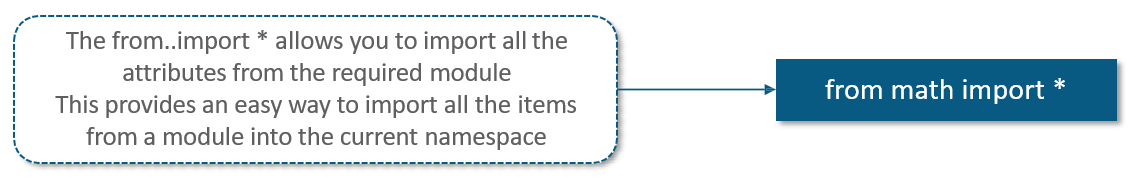 The from..import * allows you to import all the
attributes from the required module
This provides an easy way to import all the items
from a module into the current namespace
from math import *